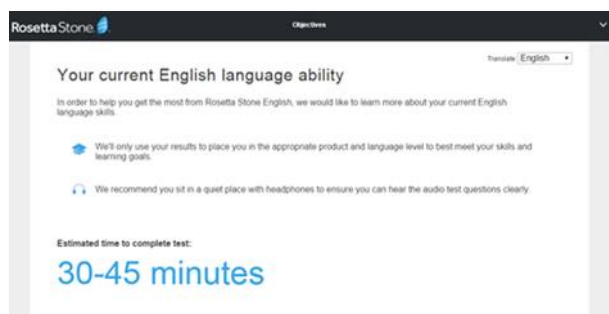 RosettaStone
Objectives
Translate English
Your current English language ability
In order to help you get the most from Rosetta Stone English, we would like to learn more about your current English
language skills.
We'll only use your results to place you in the appropriate product and language level to best meet your skills and
learning goals.
We recommend you sit in a quiet place with headphones to ensure you can hear the audio test questions clearly.
Estimated time to complete test:
30-45 minutes